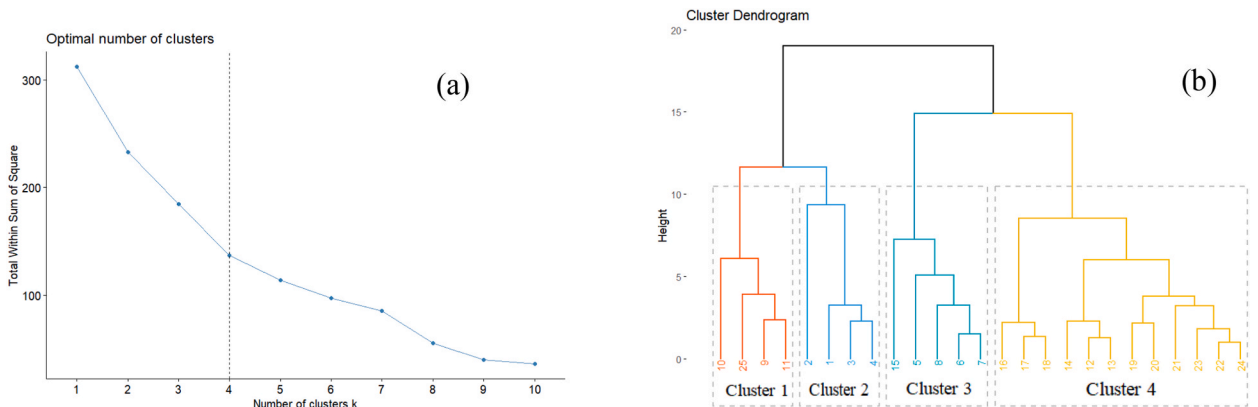 Optimal number of clusters
(a)
Total Within Sum of Square
300
200
100
1 2 3 4 5 6 7 8 9 10
Number of clusters k
Cluster Dendrogram
(b)
Height
20
15
10
5
0
10 25 9 11 2 1 3 4 15 5 8 6 7 16 17 18 14 12 13 19 20 21 23 22 24
Cluster 1 Cluster 2 Cluster 3 Cluster 4